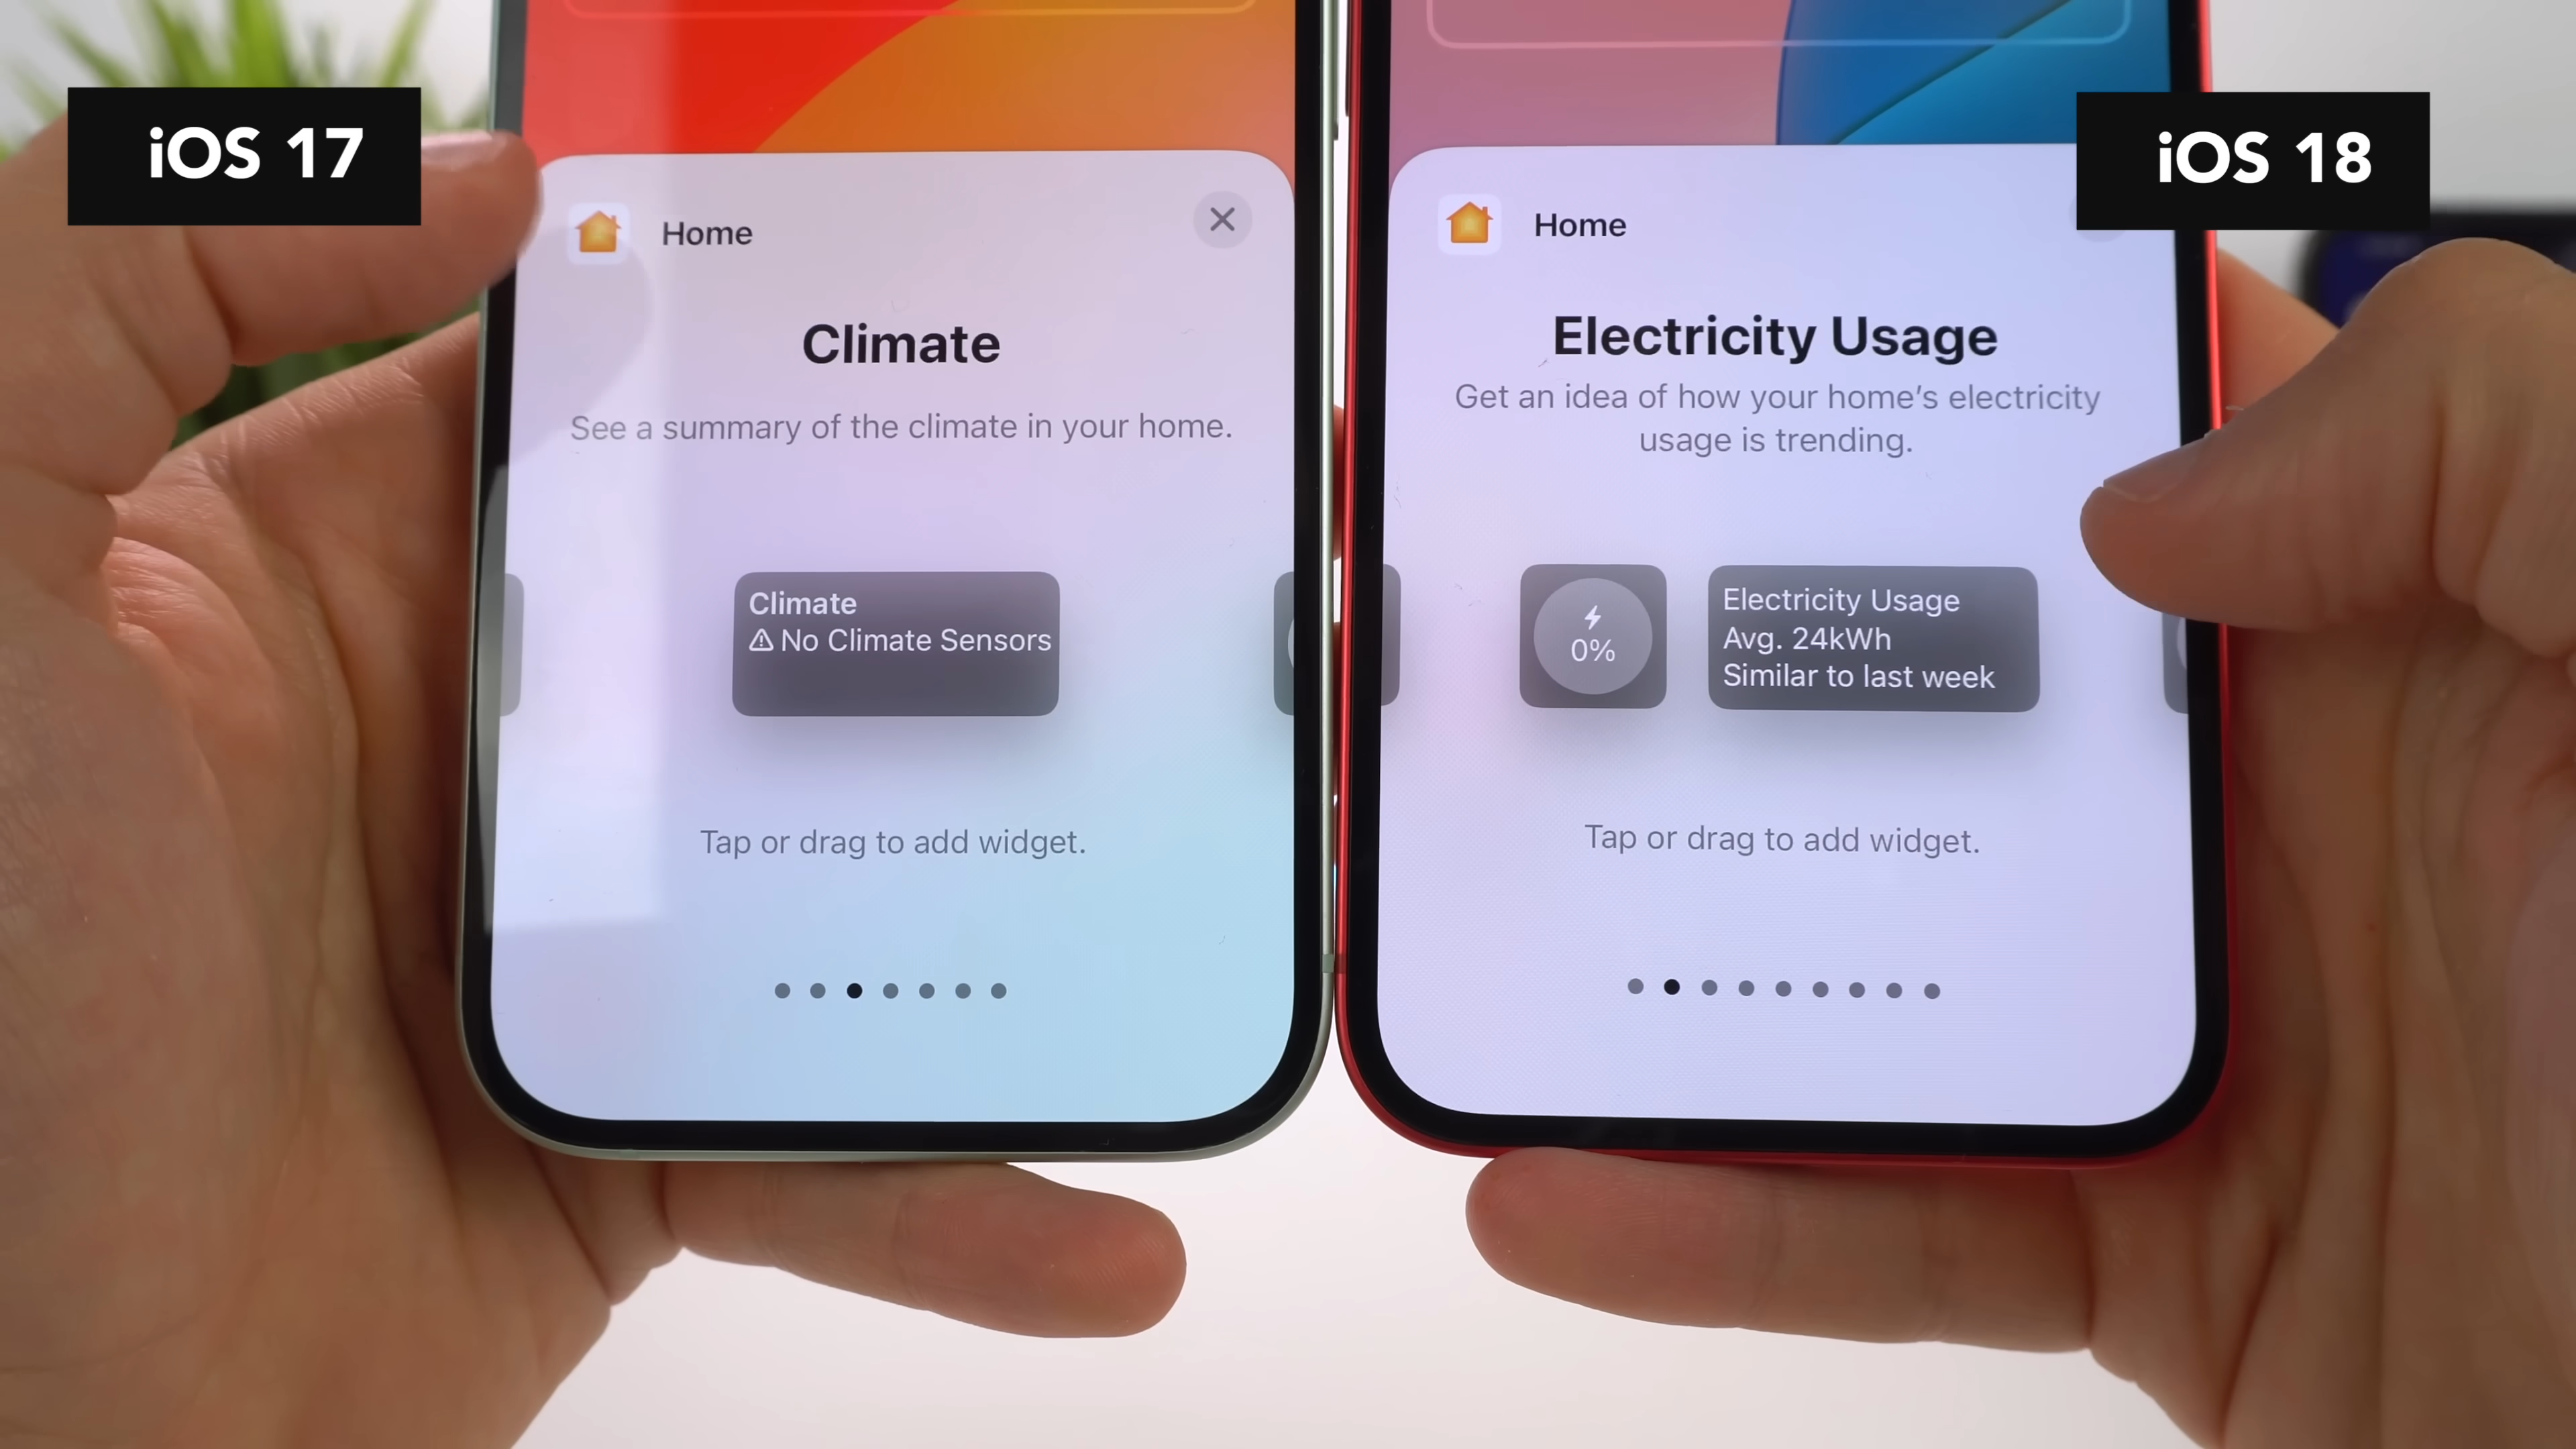 iOS 17
Home
Climate
See a summary of the climate in your home.
Climate
No Climate Sensors
Tap or drag to add widget.
iOS 18
Home
Electricity Usage
Get an idea of how your home's electricity
usage is trending.
0%
Electricity Usage
Avg. 24kWh
Similar to last week
Tap or drag to add widget.